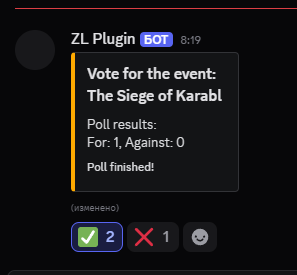 ZL Plugin БОТ 8:19
Vote for the event:
The Siege of Karabl
Poll results:
For: 1, Against: 0
Poll finished!
(изменено)
2 1